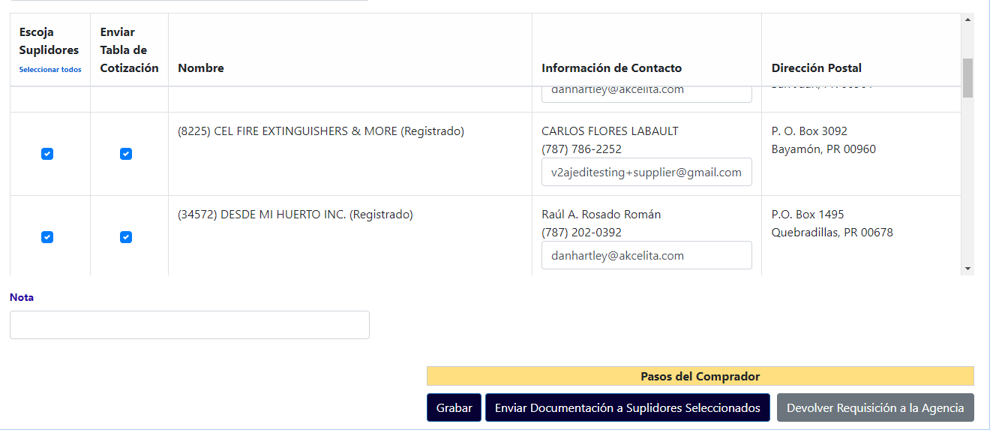 Escoja
Suplidores
Seleccionar todos
Enviar
Tabla de
Cotización
Nombre
Información de Contacto
Dirección Postal
danhartley@akcelita.com
(8225) CEL FIRE EXTINGUISHERS & MORE (Registrado)
CARLOS FLORES LABAULT
(787) 786-2252
v2ajeditesting+supplier@gmail.com
P. O. Box 3092
Bayamón, PR 00960
(34572) DESDE MI HUERTO INC. (Registrado)
Raúl A. Rosado Román
(787) 202-0392
danhartley@akcelita.com
P.O. Box 1495
Quebradillas, PR 00678
Nota
Pasos del Comprador
Grabar
Enviar Documentación a Suplidores Seleccionados
Devolver Requisición a la Agencia